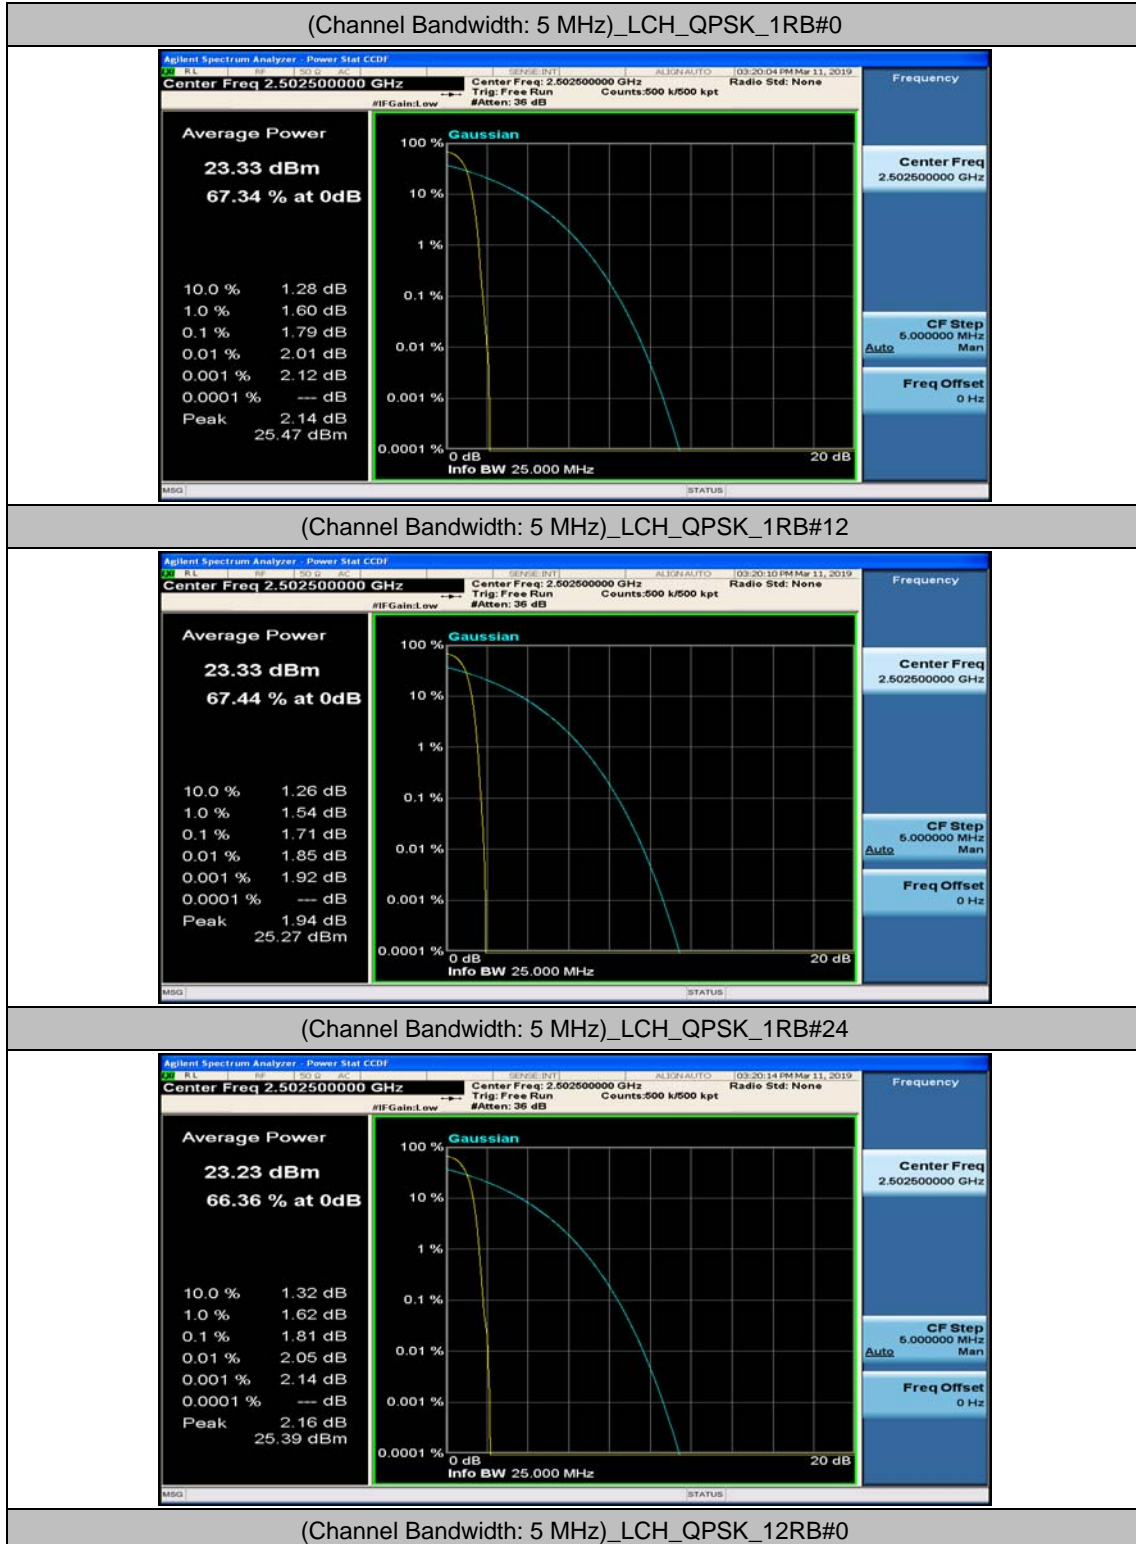 (Channel Bandwidth: 5 MHz)_LCH_QPSK_1RB#0
Agilent Spectrum Analyzer - Power Stat CCDF
RL RF 50 Ω AC SENSE:INT ALIGN AUTO 03:20:04 PM Mar 11, 2019
Center Freq 2.502500000 GHz
Center Freq: 2.502500000 GHz Radio Std: None
Trig: Free Run Counts:500 k/500 kpt
#IFGain:Low #Atten: 36 dB
Frequency
Average Power
23.33 dBm
67.34 % at 0dB
10.0 % 1.28 dB
1.0 % 1.60 dB
0.1 % 1.79 dB
0.01 % 2.01 dB
0.001 % 2.12 dB
0.0001 % --- dB
Peak 2.14 dB
25.47 dBm
Gaussian
100 %
10 %
1 %
0.1 %
0.01 %
0.001 %
0.0001 %
0 dB 20 dB
Info BW 25.000 MHz
Center Freq
2.502500000 GHz
CF Step
5.000000 MHz
Auto Man
Freq Offset
0 Hz
MSG STATUS
(Channel Bandwidth: 5 MHz)_LCH_QPSK_1RB#12
Agilent Spectrum Analyzer - Power Stat CCDF
RL RF 50 Ω AC SENSE:INT ALIGN AUTO 03:20:10 PM Mar 11, 2019
Center Freq 2.502500000 GHz
Center Freq: 2.502500000 GHz Radio Std: None
Trig: Free Run Counts:500 k/500 kpt
#IFGain:Low #Atten: 36 dB
Frequency
Average Power
23.33 dBm
67.44 % at 0dB
10.0 % 1.26 dB
1.0 % 1.54 dB
0.1 % 1.71 dB
0.01 % 1.85 dB
0.001 % 1.92 dB
0.0001 % --- dB
Peak 1.94 dB
25.27 dBm
Gaussian
100 %
10 %
1 %
0.1 %
0.01 %
0.001 %
0.0001 %
0 dB 20 dB
Info BW 25.000 MHz
Center Freq
2.502500000 GHz
CF Step
5.000000 MHz
Auto Man
Freq Offset
0 Hz
MSG STATUS
(Channel Bandwidth: 5 MHz)_LCH_QPSK_1RB#24
Agilent Spectrum Analyzer - Power Stat CCDF
RL RF 50 Ω AC SENSE:INT ALIGN AUTO 03:20:14 PM Mar 11, 2019
Center Freq 2.502500000 GHz
Center Freq: 2.502500000 GHz Radio Std: None
Trig: Free Run Counts:500 k/500 kpt
#IFGain:Low #Atten: 36 dB
Frequency
Average Power
23.23 dBm
66.36 % at 0dB
10.0 % 1.32 dB
1.0 % 1.62 dB
0.1 % 1.81 dB
0.01 % 2.05 dB
0.001 % 2.14 dB
0.0001 % --- dB
Peak 2.16 dB
25.39 dBm
Gaussian
100 %
10 %
1 %
0.1 %
0.01 %
0.001 %
0.0001 %
0 dB 20 dB
Info BW 25.000 MHz
Center Freq
2.502500000 GHz
CF Step
5.000000 MHz
Auto Man
Freq Offset
0 Hz
MSG STATUS
(Channel Bandwidth: 5 MHz)_LCH_QPSK_12RB#0